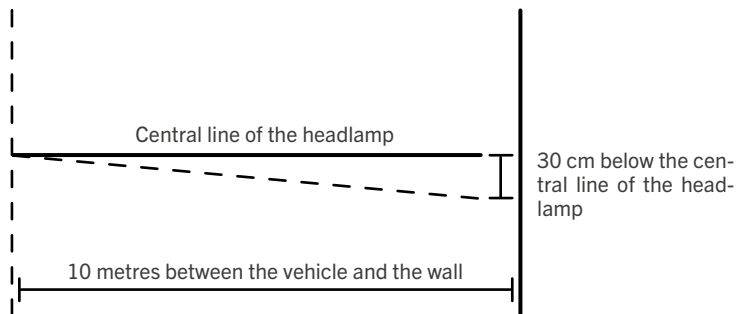 Central line of the headlamp
30 cm below the cen-
tral line of the head-
lamp
10 metres between the vehicle and the wall